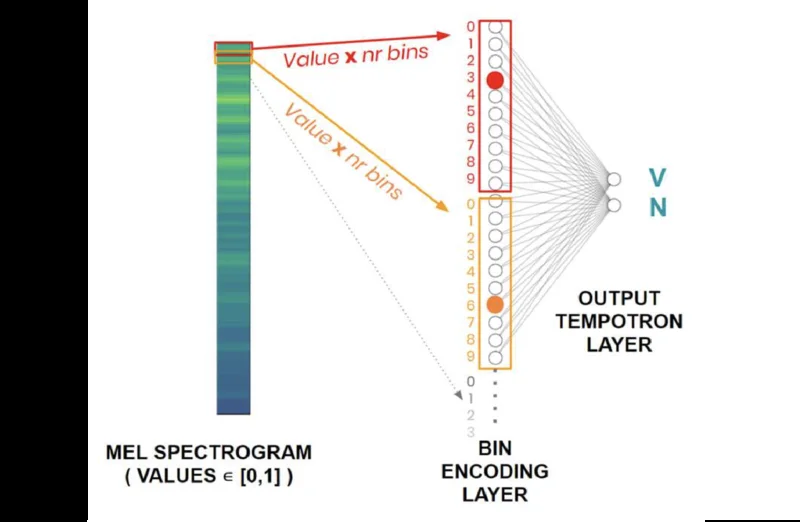 Value x nr bins
Value x nr bins
0
1
2
3
4
5
6
7
8
9
0
1
2
3
4
5
6
7
8
9
0
1
2
3
V
N
OUTPUT
TEMPOTRON
LAYER
MEL SPECTROGRAM
( VALUES ∈ [0,1] )
BIN
ENCODING
LAYER